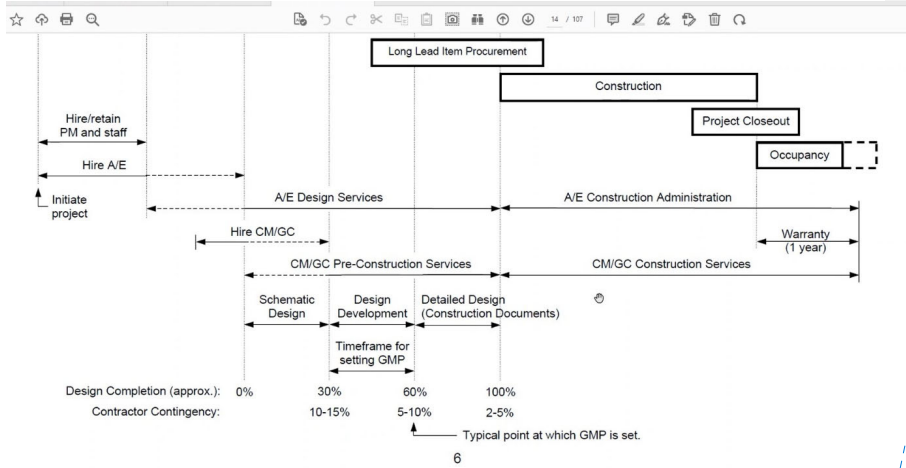 14 / 107
Long Lead Item Procurement
Construction
Project Closeout
Occupancy
Hire/retain
PM and staff
Hire A/E
Initiate
project
A/E Design Services
A/E Construction Administration
Hire CM/GC
Warranty
(1 year)
CM/GC Pre-Construction Services
CM/GC Construction Services
Schematic
Design
Design
Development
Detailed Design
(Construction Documents)
Timeframe for
setting GMP
Design Completion (approx.): 0% 30% 60% 100%
Contractor Contingency: 10-15% 5-10% 2-5%
Typical point at which GMP is set.
6